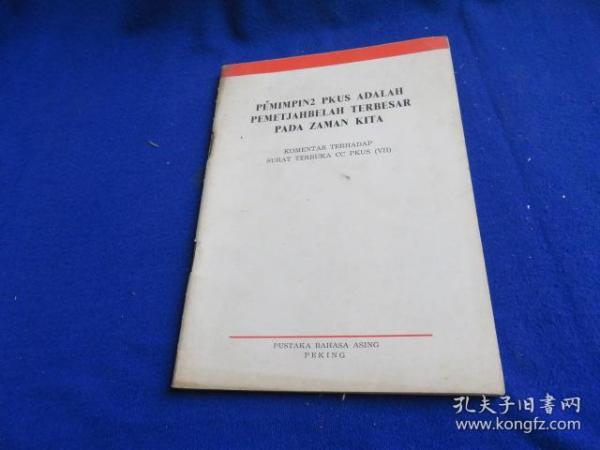 PEMIMPIN2 PKUS ADALAH
PEMETJAHBELAH TERBESAR
PADA ZAMAN KITA
KOMENTAR TERHADAP
SURAT TERBUKA CC PKUS (VII)
PUSTAKA BAHASA ASING
PEKING
孔夫子旧书网
www.kongfz.com